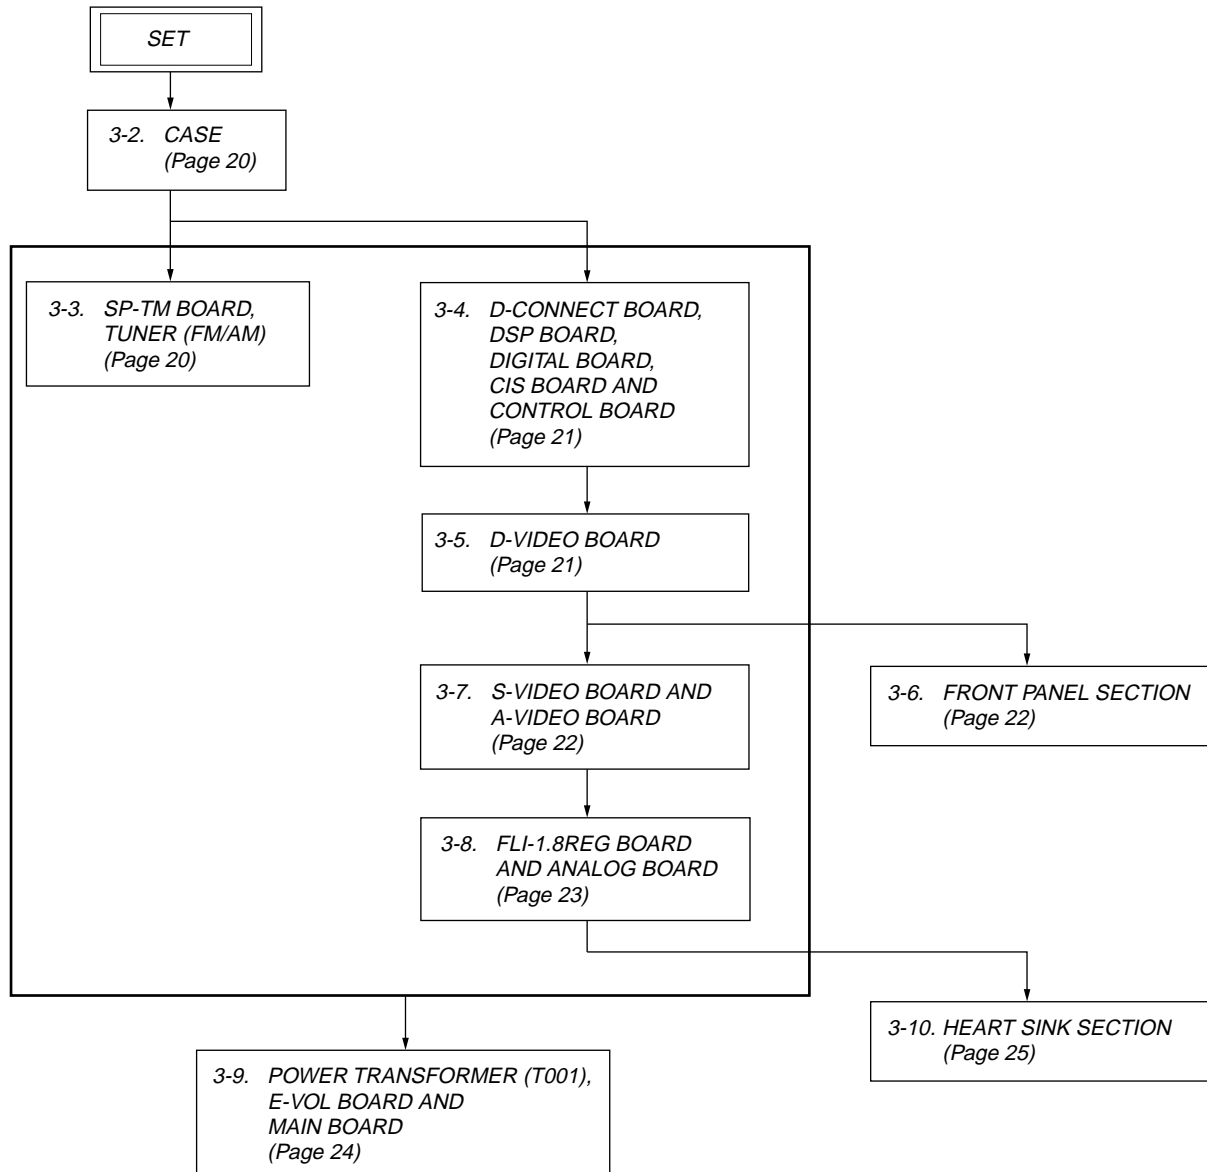 SET
3-2. CASE
(Page 20)
3-3. SP-TM BOARD,
TUNER (FM/AM)
(Page 20)
3-4. D-CONNECT BOARD,
DSP BOARD,
DIGITAL BOARD,
CIS BOARD AND
CONTROL BOARD
(Page 21)
3-5. D-VIDEO BOARD
(Page 21)
3-7. S-VIDEO BOARD AND
A-VIDEO BOARD
(Page 22)
3-6. FRONT PANEL SECTION
(Page 22)
3-8. FLI-1.8REG BOARD
AND ANALOG BOARD
(Page 23)
3-10. HEART SINK SECTION
(Page 25)
3-9. POWER TRANSFORMER (T001),
E-VOL BOARD AND
MAIN BOARD
(Page 24)